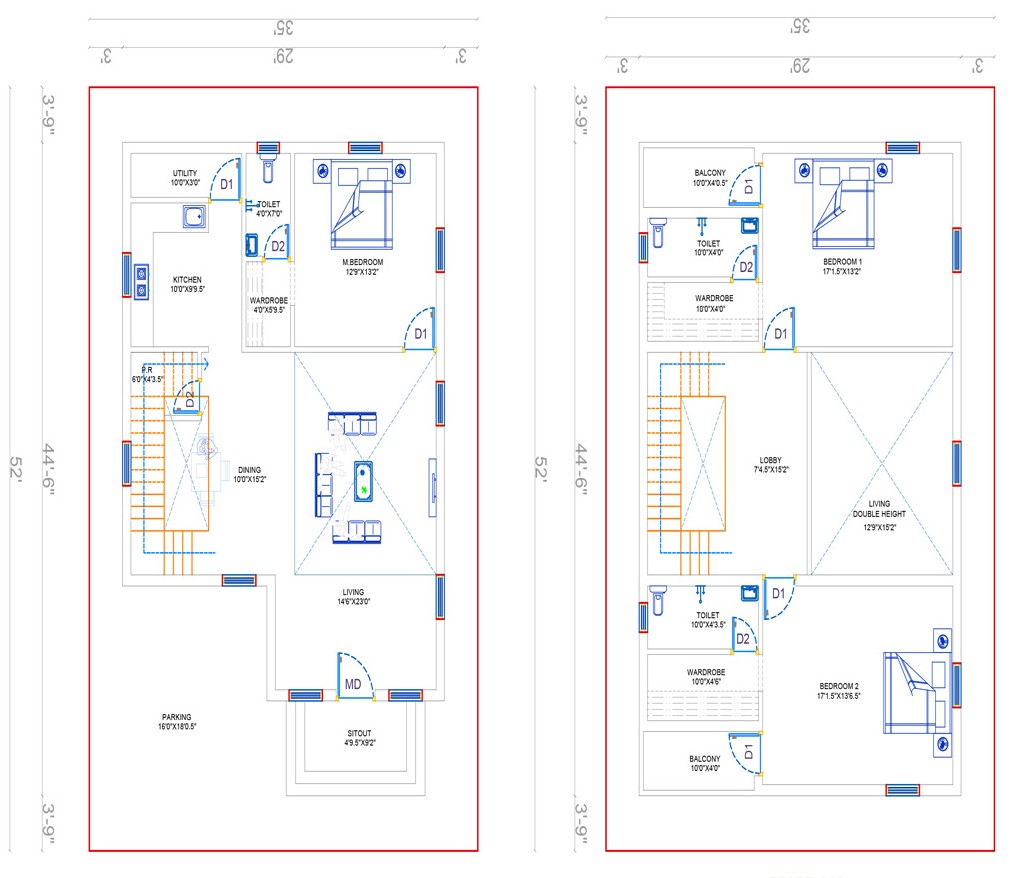 35'
3'
29'
3'
3'-9"
44'-6"
52'
3'-9"
UTILITY
10'0"X3'0"
D1
TOILET
4'0"X7'0"
D2
M.BEDROOM
12'9"X13'2"
KITCHEN
10'0"X9'9.5"
WARDROBE
4'0"X5'9.5"
D1
P.R
6'0"X4'3.5"
D2
DINING
10'0"X15'2"
LIVING
14'6"X23'0"
MD
PARKING
16'0"X18'0.5"
SITOUT
4'9.5"X9'2"
35'
3'
29'
3'
3'-9"
44'-6"
52'
3'-9"
BALCONY
10'0"X4'0.5"
D1
TOILET
10'0"X4'0"
D2
BEDROOM 1
17'1.5"X13'2"
WARDROBE
10'0"X4'0"
D1
LOBBY
7'4.5"X15'2"
LIVING
DOUBLE HEIGHT
12'9"X15'2"
D1
TOILET
10'0"X4'3.5"
D2
WARDROBE
10'0"X4'6"
BEDROOM 2
17'1.5"X13'6.5"
BALCONY
10'0"X4'0"
D1